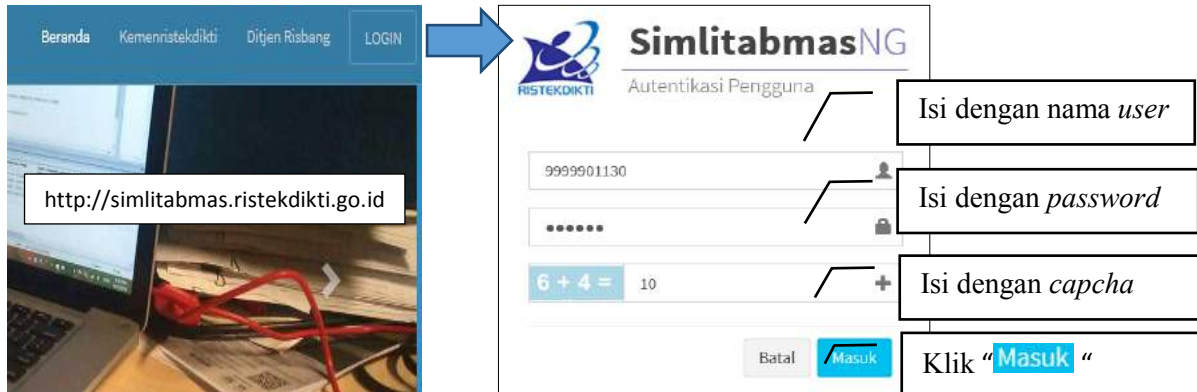 Beranda Kemenristekdikti Ditjen Risbang LOGIN
http://simlitabmas.ristekdikti.go.id
RISTEKDIKTI
SimlitabmasNG
Autentikasi Pengguna
Isi dengan nama user
9999901130
Isi dengan password
••••••
6 + 4 = 10
Isi dengan capcha
Batal Masuk
Klik “Masuk “